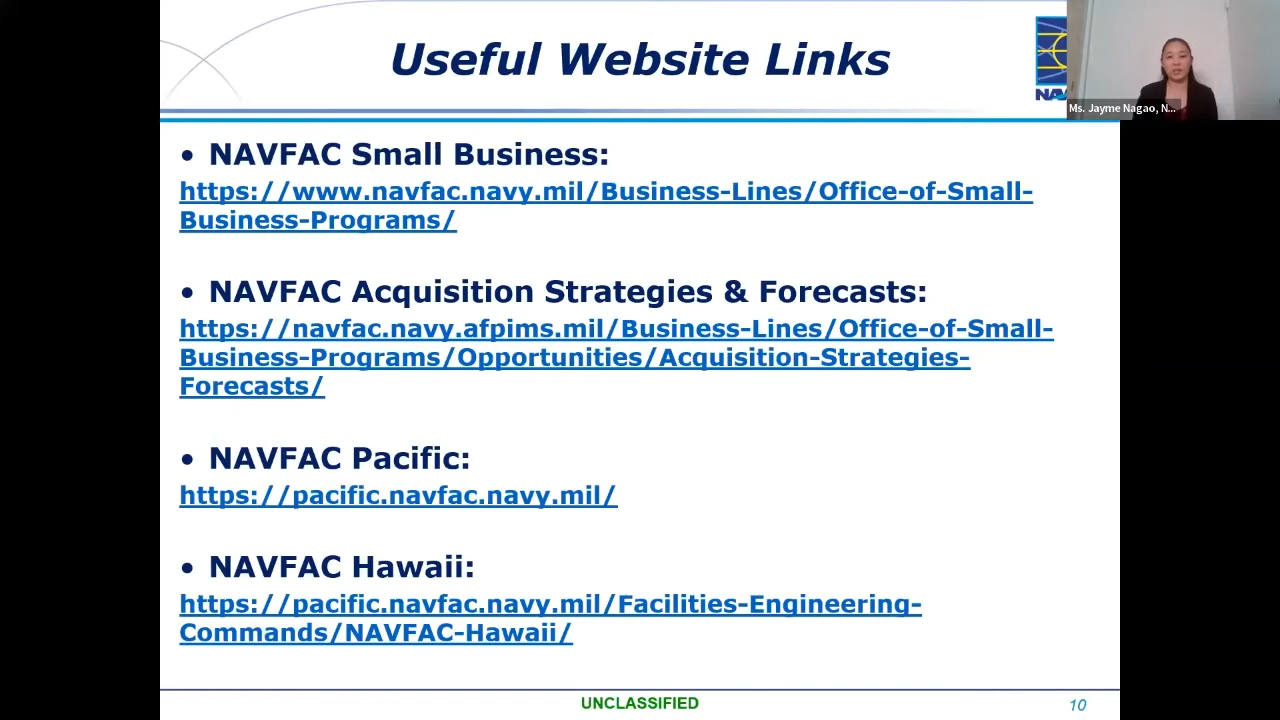 Useful Website Links
NAV
Ms. Jayme Nagao, N...
• NAVFAC Small Business:
https://www.navfac.navy.mil/Business-Lines/Office-of-Small-
Business-Programs/
• NAVFAC Acquisition Strategies & Forecasts:
https://navfac.navy.afpims.mil/Business-Lines/Office-of-Small-
Business-Programs/Opportunities/Acquisition-Strategies-
Forecasts/
• NAVFAC Pacific:
https://pacific.navfac.navy.mil/
• NAVFAC Hawaii:
https://pacific.navfac.navy.mil/Facilities-Engineering-
Commands/NAVFAC-Hawaii/
UNCLASSIFIED
10